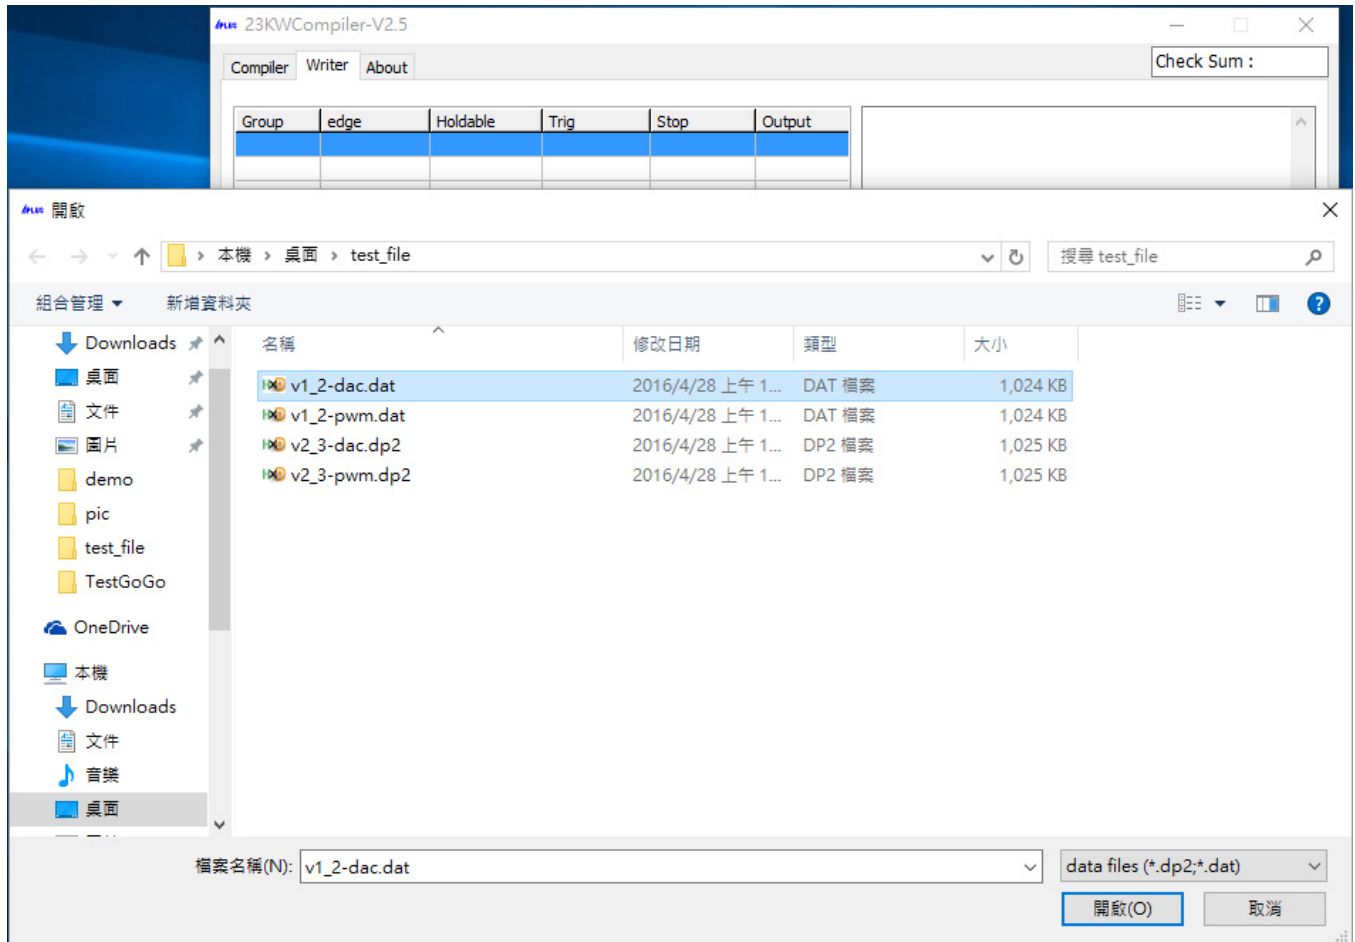 APLUS 23KWCompiler-V2.5
Compiler Writer About
Check Sum :
Group edge Holdable Trig Stop Output
APLUS 開啟
本機 > 桌面 > test_file
搜尋 test_file
組合管理 新增資料夾
名稱 修改日期 類型 大小
Downloads
桌面
文件
圖片
demo
pic
test_file
TestGoGo
OneDrive
本機
Downloads
文件
音樂
桌面
v1_2-dac.dat 2016/4/28 上午 1... DAT 檔案 1,024 KB
v1_2-pwm.dat 2016/4/28 上午 1... DAT 檔案 1,024 KB
v2_3-dac.dp2 2016/4/28 上午 1... DP2 檔案 1,025 KB
v2_3-pwm.dp2 2016/4/28 上午 1... DP2 檔案 1,025 KB
檔案名稱(N): v1_2-dac.dat data files (*.dp2;*.dat)
開啟(O) 取消